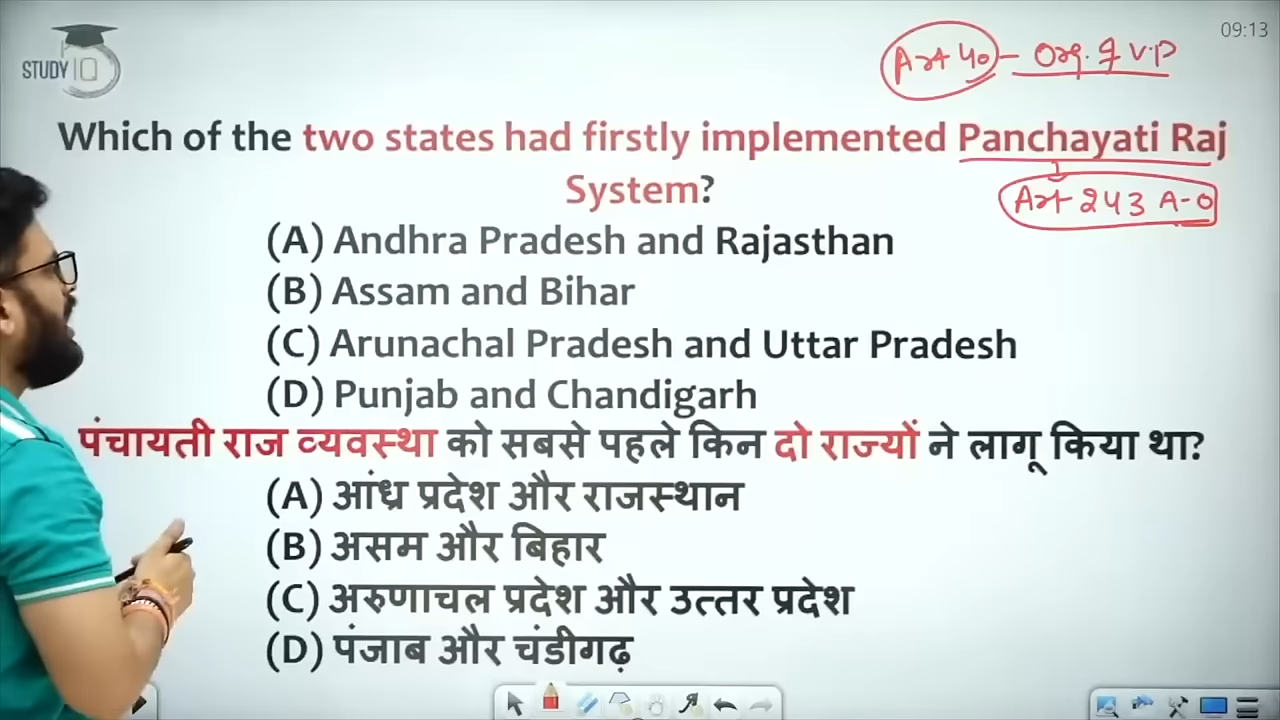 09:13
STUDY IQ
Art 40 - Org. of V.P
Which of the two states had firstly implemented Panchayati Raj
System?
Art 243 A-O
(A) Andhra Pradesh and Rajasthan
(B) Assam and Bihar
(C) Arunachal Pradesh and Uttar Pradesh
(D) Punjab and Chandigarh
पंचायती राज व्यवस्था को सबसे पहले किन दो राज्यों ने लागू किया था?
(A) आंध्र प्रदेश और राजस्थान
(B) असम और बिहार
(C) अरुणाचल प्रदेश और उत्तर प्रदेश
(D) पंजाब और चंडीगढ़